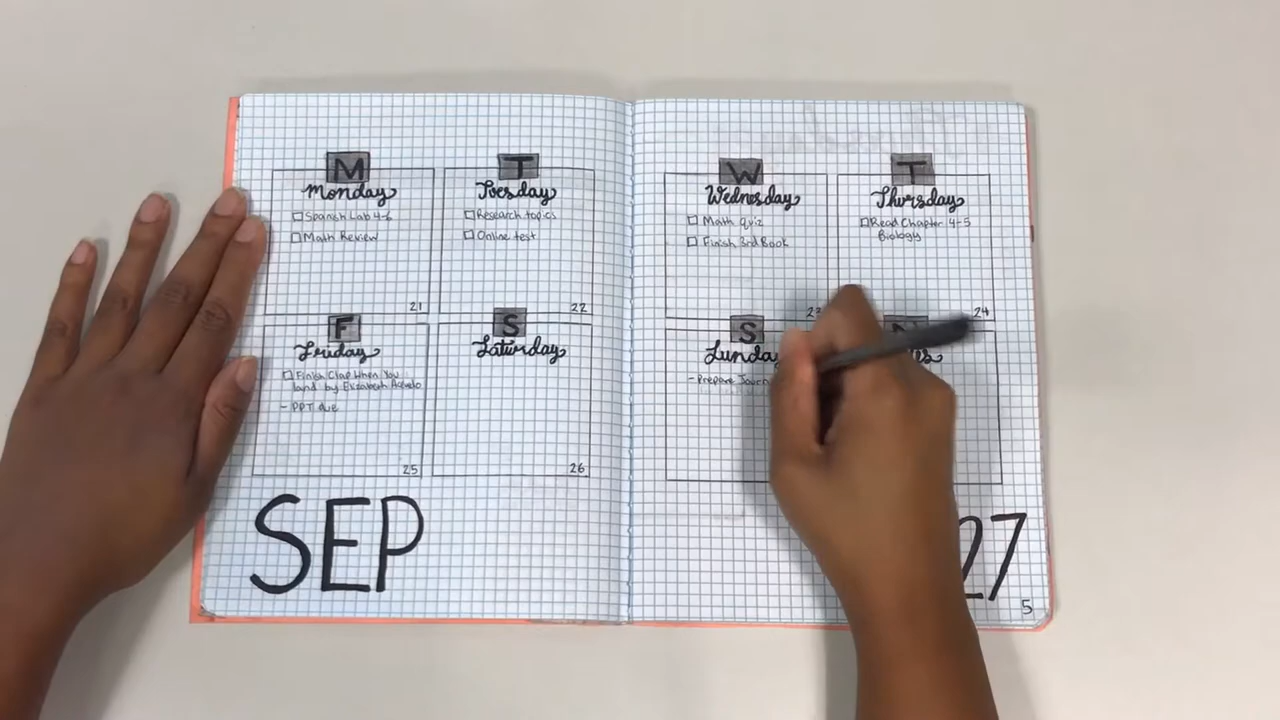 M
Monday
Spanish Lab 4-6
Math Review
21
T
Tuesday
Research topics
Online test
22
W
Wednesday
Math quiz
Finish 3rd Book
T
Thursday
Read Chapter 4-5
Biology
24
F
Friday
Finish Clap When You
land by Elizabeth Acevedo
- PPT due
25
S
Saturday
26
S
Sunday
- Prepare
SEP
27
5